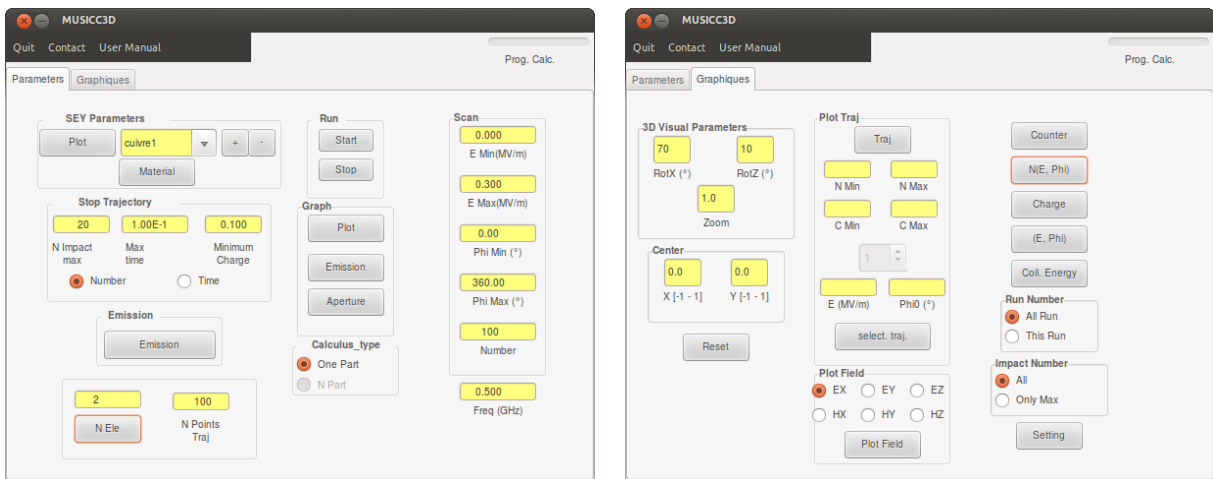 MUSICC3D
Quit Contact User Manual
Prog. Calc.
Parameters Graphiques
SEY Parameters
Plot cuivre1 + -
Material
Stop Trajectory
20 1.00E-1 0.100
N Impact max
Max time
Minimum Charge
Number Time
Emission
Emission
2 100
N Ele
N Points
Traj
Run
Start
Stop
Graph
Plot
Emission
Aperture
Calculus_type
One Part
N Part
Scan
0.000
E Min(MV/m)
0.300
E Max(MV/m)
0.00
Phi Min (°)
360.00
Phi Max (°)
100
Number
0.500
Freq (GHz)
MUSICC3D
Quit Contact User Manual
Prog. Calc.
Parameters Graphiques
3D Visual Parameters
70 10
RotX (°) RotZ (°)
1.0
Zoom
Center
0.0 0.0
X [-1 - 1] Y [-1 - 1]
Reset
Plot Traj
Traj
N Min N Max
C Min C Max
1
E (MV/m) Phi0 (°)
select. traj.
Plot Field
EX EY EZ
HX HY HZ
Plot Field
Counter
N(E, Phi)
Charge
(E, Phi)
Coll. Energy
Run Number
All Run
This Run
Impact Number
All
Only Max
Setting